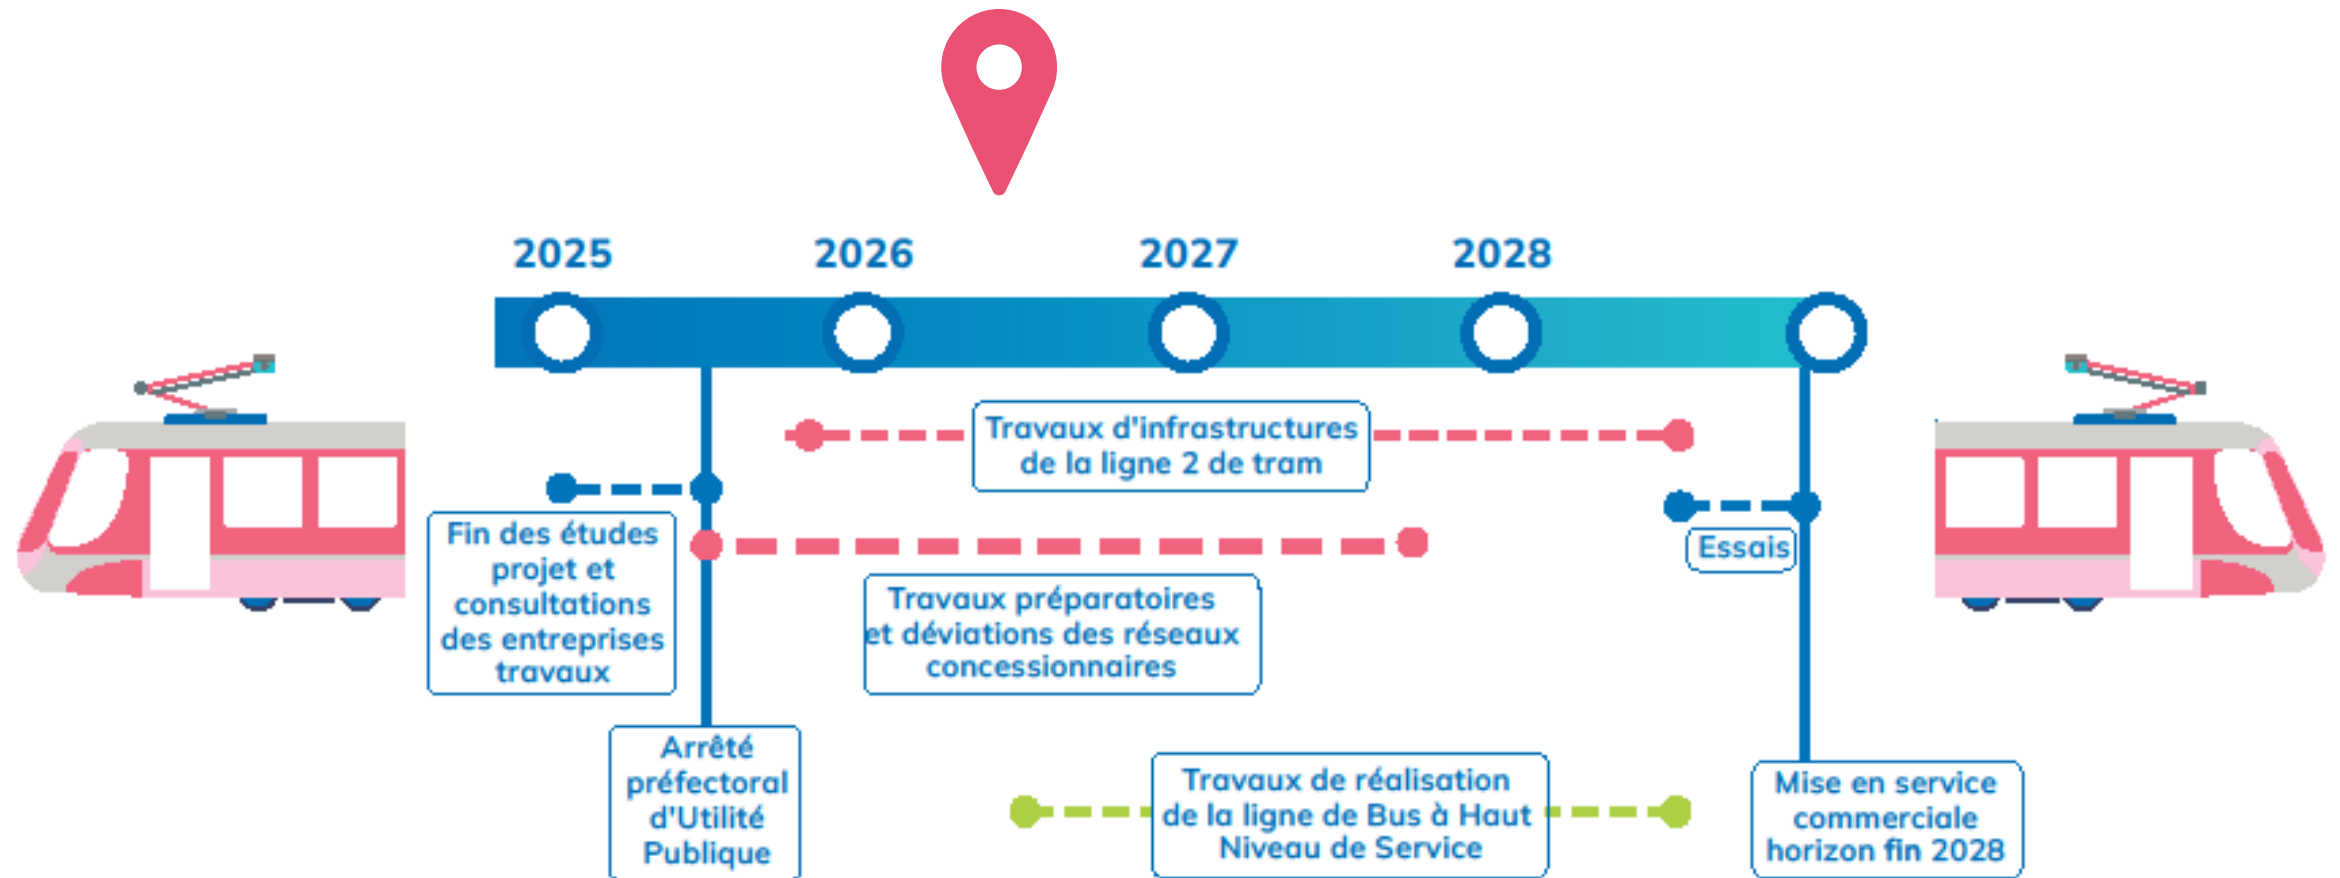 2025
2026
2027
2028
Travaux d'infrastructures
de la ligne 2 de tram
Fin des études
projet et
consultations
des entreprises
travaux
Essais
Travaux préparatoires
et déviations des réseaux
concessionnaires
Arrêté
préfectoral
d'Utilité
Publique
Travaux de réalisation
de la ligne de Bus à Haut
Niveau de Service
Mise en service
commerciale
horizon fin 2028